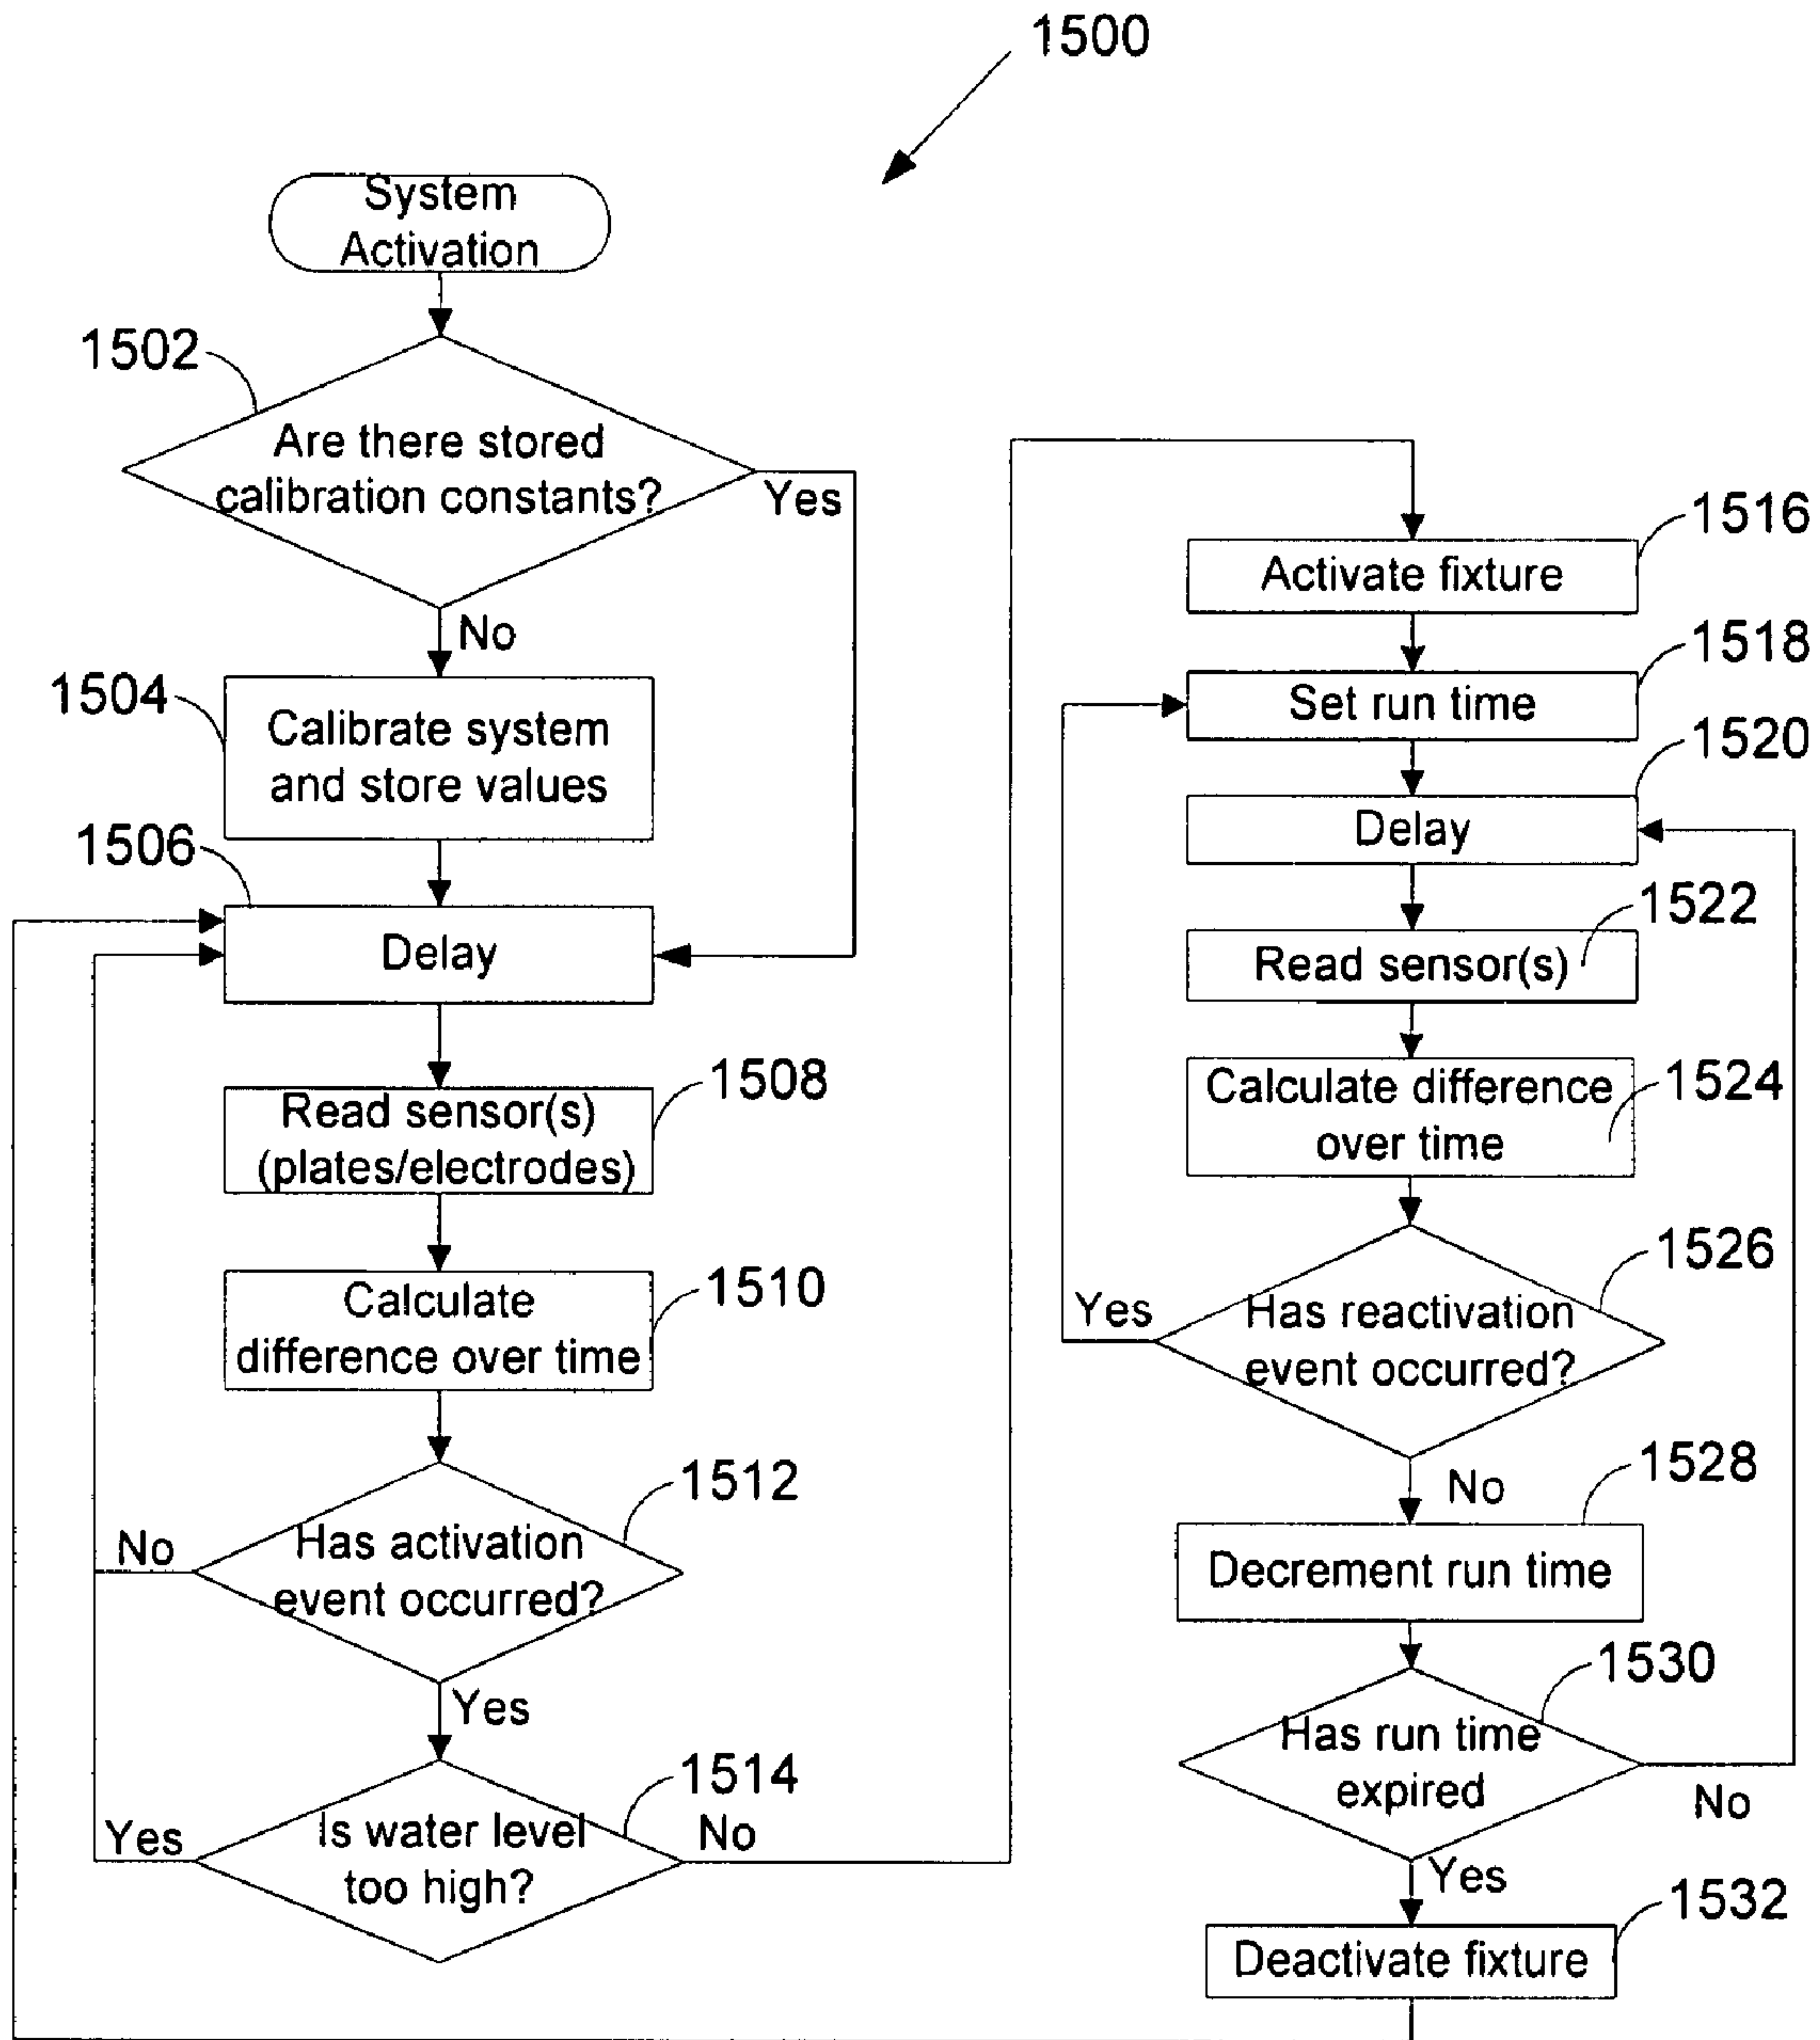 1500
System
Activation
1502
Are there stored
calibration constants?
Yes
No
1504
Calibrate system
and store values
1506
Delay
1508
Read sensor(s)
(plates/electrodes)
1510
Calculate
difference over time
1512
Has activation
event occurred?
No
Yes
1514
Is water level
too high?
Yes
No
1516
Activate fixture
1518
Set run time
1520
Delay
1522
Read sensor(s)
1524
Calculate difference
over time
1526
Has reactivation
event occurred?
Yes
No
1528
Decrement run time
1530
Has run time
expired
No
Yes
1532
Deactivate fixture